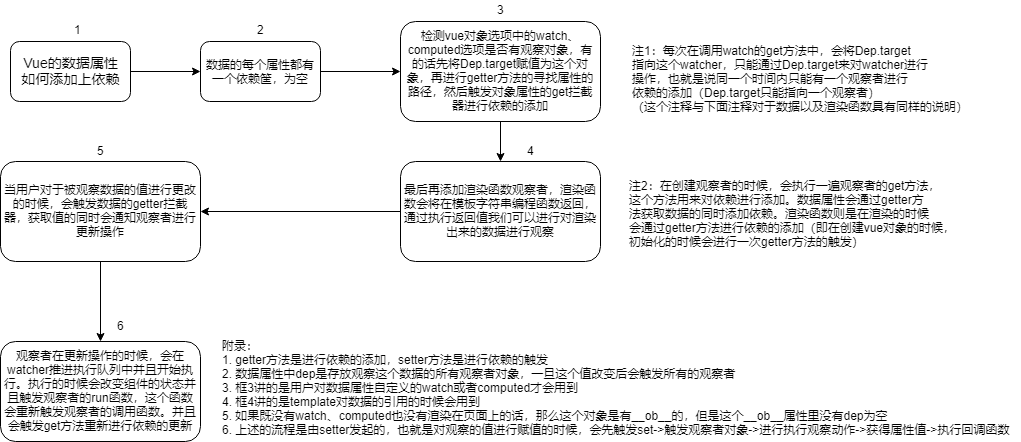 1
Vue的数据属性
如何添加上依赖
2
数据的每个属性都有
一个依赖筐，为空
3
检测vue对象选项中的watch、
computed选项是否有观察对象，有
的话先将Dep.target赋值为这个对
象，再进行getter方法的寻找属性的
路径，然后触发对象属性的get拦截
器进行依赖的添加
注1：每次在调用watch的get方法中，会将Dep.target
指向这个watcher，只能通过Dep.target来对watcher进行
操作，也就是说同一个时间内只能有一个观察者进行
依赖的添加（Dep.target只能指向一个观察者）
（这个注释与下面注释对于数据以及渲染函数具有同样的说明）
4
最后再添加渲染函数观察者，渲染函
数会将在模板字符串编程函数返回，
通过执行返回值我们可以进行对渲染
出来的数据进行观察
5
当用户对于被观察数据的值进行更改
的时候，会触发数据的getter拦截
器，获取值的同时会通知观察者进行
更新操作
注2：在创建观察者的时候，会执行一遍观察者的get方法，
这个方法用来对依赖进行添加。数据属性会通过getter方
法获取数据的同时添加依赖。渲染函数则是在渲染的时候
会通过getter方法进行依赖的添加（即在创建vue对象的时候，
初始化的时候会进行一次getter方法的触发）
6
观察者在更新操作的时候，会在
watcher推进执行队列中并且开始执
行。执行的时候会改变组件的状态并
且触发观察者的run函数，这个函数
会重新触发观察者的调用函数。并且
会触发get方法重新进行依赖的更新
附录：
1. getter方法是进行依赖的添加，setter方法是进行依赖的触发
2. 数据属性中dep是存放观察这个数据的所有观察者对象，一旦这个值改变后会触发所有的观察者
3. 框3讲的是用户对数据属性自定义的watch或者computed才会用到
4. 框4讲的是template对数据的引用的时候会用到
5. 如果既没有watch、computed也没有渲染在页面上的话，那么这个对象是有__ob__的，但是这个__ob__属性里没有dep为空
6. 上述的流程是由setter发起的，也就是对观察的值进行赋值的时候，会先触发set->触发观察者对象->进行执行观察动作->获得属性值->执行回调函数